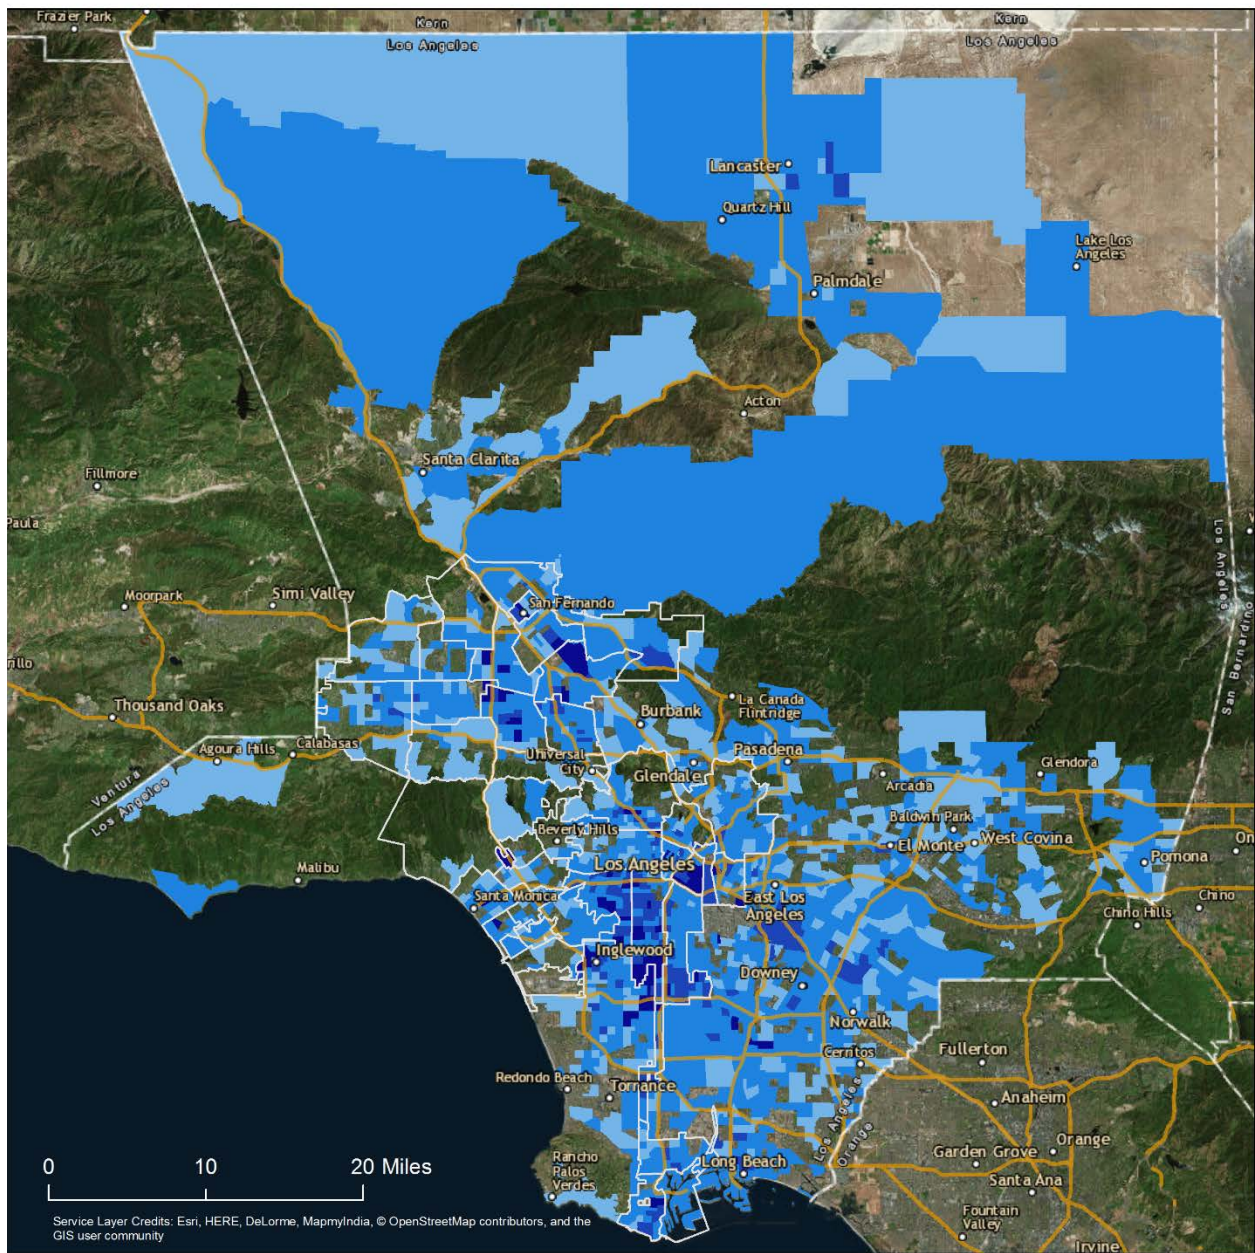 Frazier Park
Kern
Los Angeles
Kern
Los Angeles
Lancaster
Quartz Hill
Lake Los
Angeles
Palmdale
Acton
Santa Clarita
Fillmore
Paula
Los Angeles
San Bernardino
Moorpark
Simi Valley
San Fernando
rillo
Thousand Oaks
La Canada
Flintridge
Burbank
Agoura Hills
Calabasas
Universal
City
Pasadena
Glendale
Glendora
Ventura
Los Angeles
Arcadia
Beverly Hills
Baldwin Park
El Monte
West Covina
On
Los Angeles
Pomona
Malibu
Santa Monica
East Los
Angeles
Chino
Chino Hills
Inglewood
Downey
Norwalk
Cerritos
Fullerton
Redondo Beach
Torrance
Anaheim
Los Angeles
Orange
Orange
Garden Grove
Long Beach
Rancho
Palos
Verdes
Santa Ana
Fountain
Valley
Irvine
0 10 20 Miles
Service Layer Credits: Esri, HERE, DeLorme, MapmyIndia, © OpenStreetMap contributors, and the
GIS user community